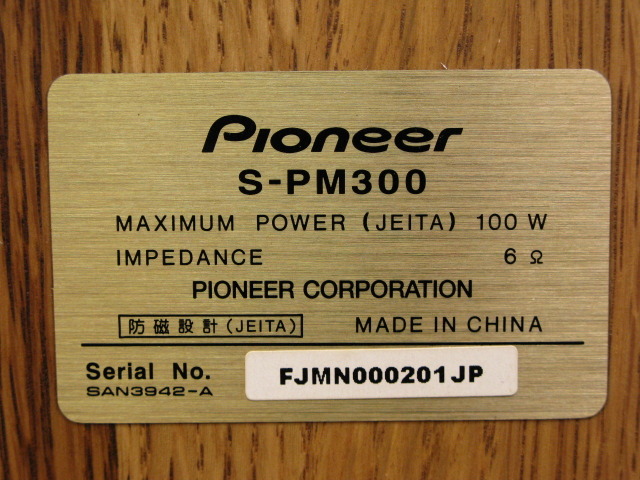 Pioneer
S-PM300
MAXIMUM POWER (JEITA) 100 W
IMPEDANCE 6 Ω
PIONEER CORPORATION
防磁設計(JEITA) MADE IN CHINA
Serial No. FJMN000201JP
SAN3942-A